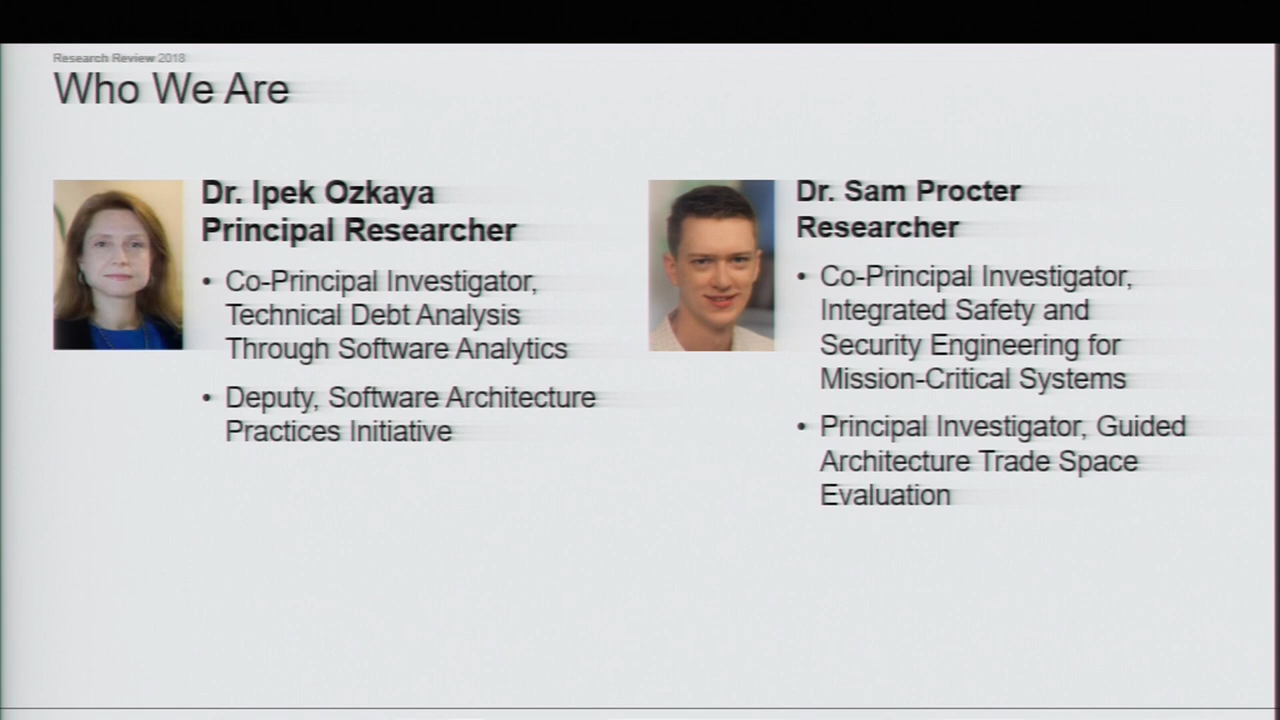 Research Review 2018
Who We Are
Dr. Ipek Ozkaya
Principal Researcher
• Co-Principal Investigator,
Technical Debt Analysis
Through Software Analytics
• Deputy, Software Architecture
Practices Initiative
Dr. Sam Procter
Researcher
• Co-Principal Investigator,
Integrated Safety and
Security Engineering for
Mission-Critical Systems
• Principal Investigator, Guided
Architecture Trade Space
Evaluation